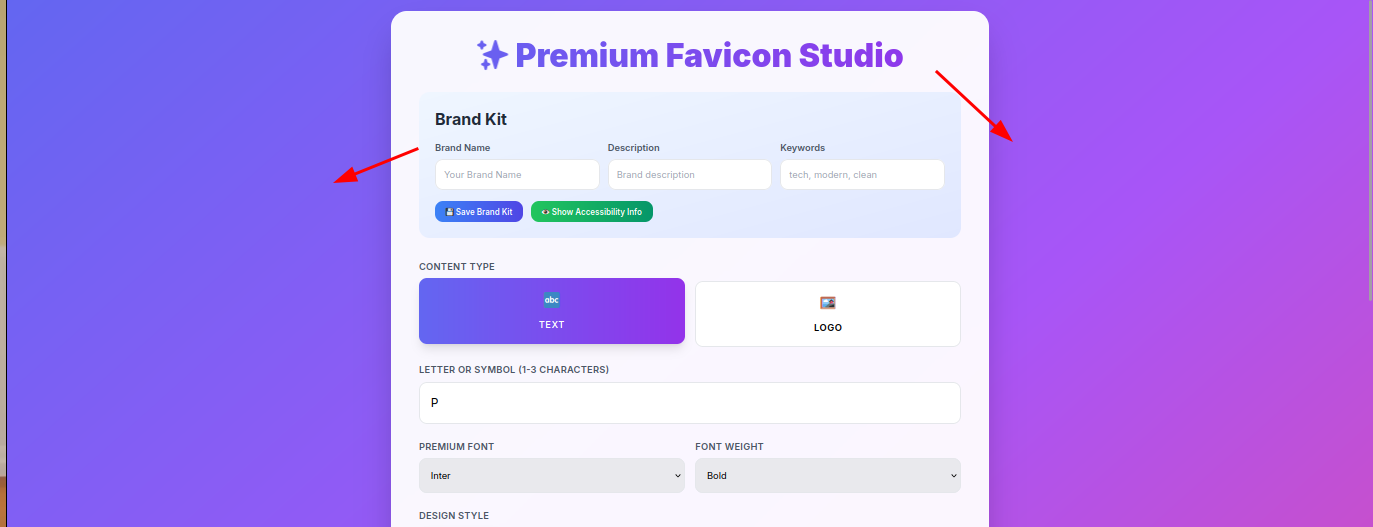 ✨ Premium Favicon Studio
Brand Kit
Brand Name Description Keywords
Your Brand Name Brand description tech, modern, clean
💾 Save Brand Kit 👁️ Show Accessibility Info
CONTENT TYPE
abc
TEXT
LOGO
LETTER OR SYMBOL (1-3 CHARACTERS)
P
PREMIUM FONT FONT WEIGHT
Inter Bold
DESIGN STYLE